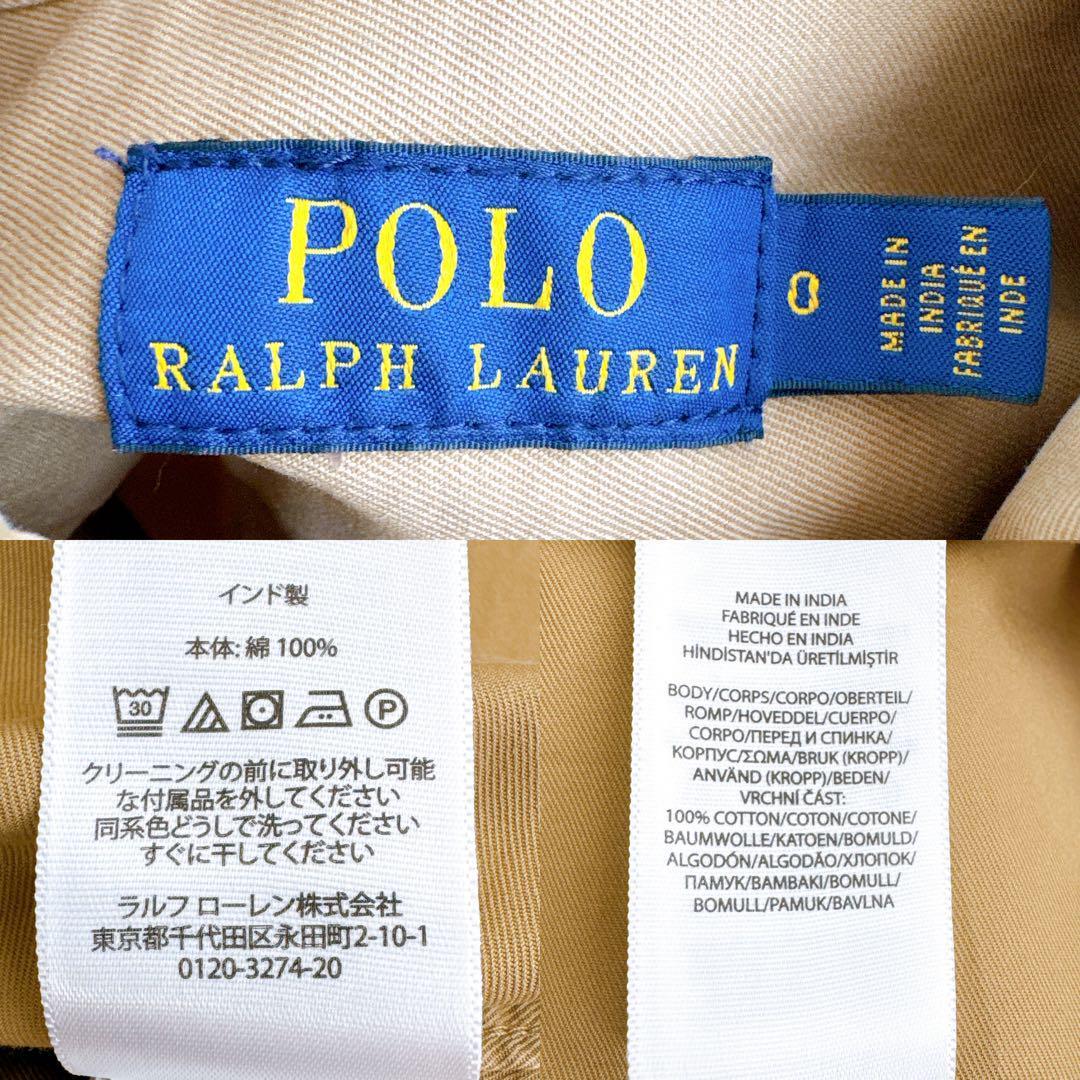 POLO
RALPH LAUREN
0
MADE IN
INDIA
FABRIQUÉ EN
INDE
インド製
本体: 綿 100%
30
P
クリーニングの前に取り外し可能
な付属品を外してください
同系色どうしで洗ってください
すぐに干してください
ラルフ ローレン株式会社
東京都千代田区永田町2-10-1
0120-3274-20
MADE IN INDIA
FABRIQUÉ EN INDE
HECHO EN INDIA
HİNDİSTAN'DA ÜRETİLMİŞTİR
BODY/CORPS/CORPO/OBERTEIL/
ROMP/HOVEDDEL/CUERPO/
CORPO/ПЕРЕД И СПИНКА/
КОРПУС/ΣΩΜΑ/BRUK (KROPP)/
ANVÄND (KROPP)/BEDEN/
VRCHNÍ ČÁST:
100% COTTON/COTON/COTONE/
BAUMWOLLE/KATOEN/BOMULD/
ALGODÓN/ALGODÃO/ХЛОПОК/
ПАМУК/ΒΑΜΒΑΚΙ/BOMULL/
BOMULL/PAMUK/BAVLNA